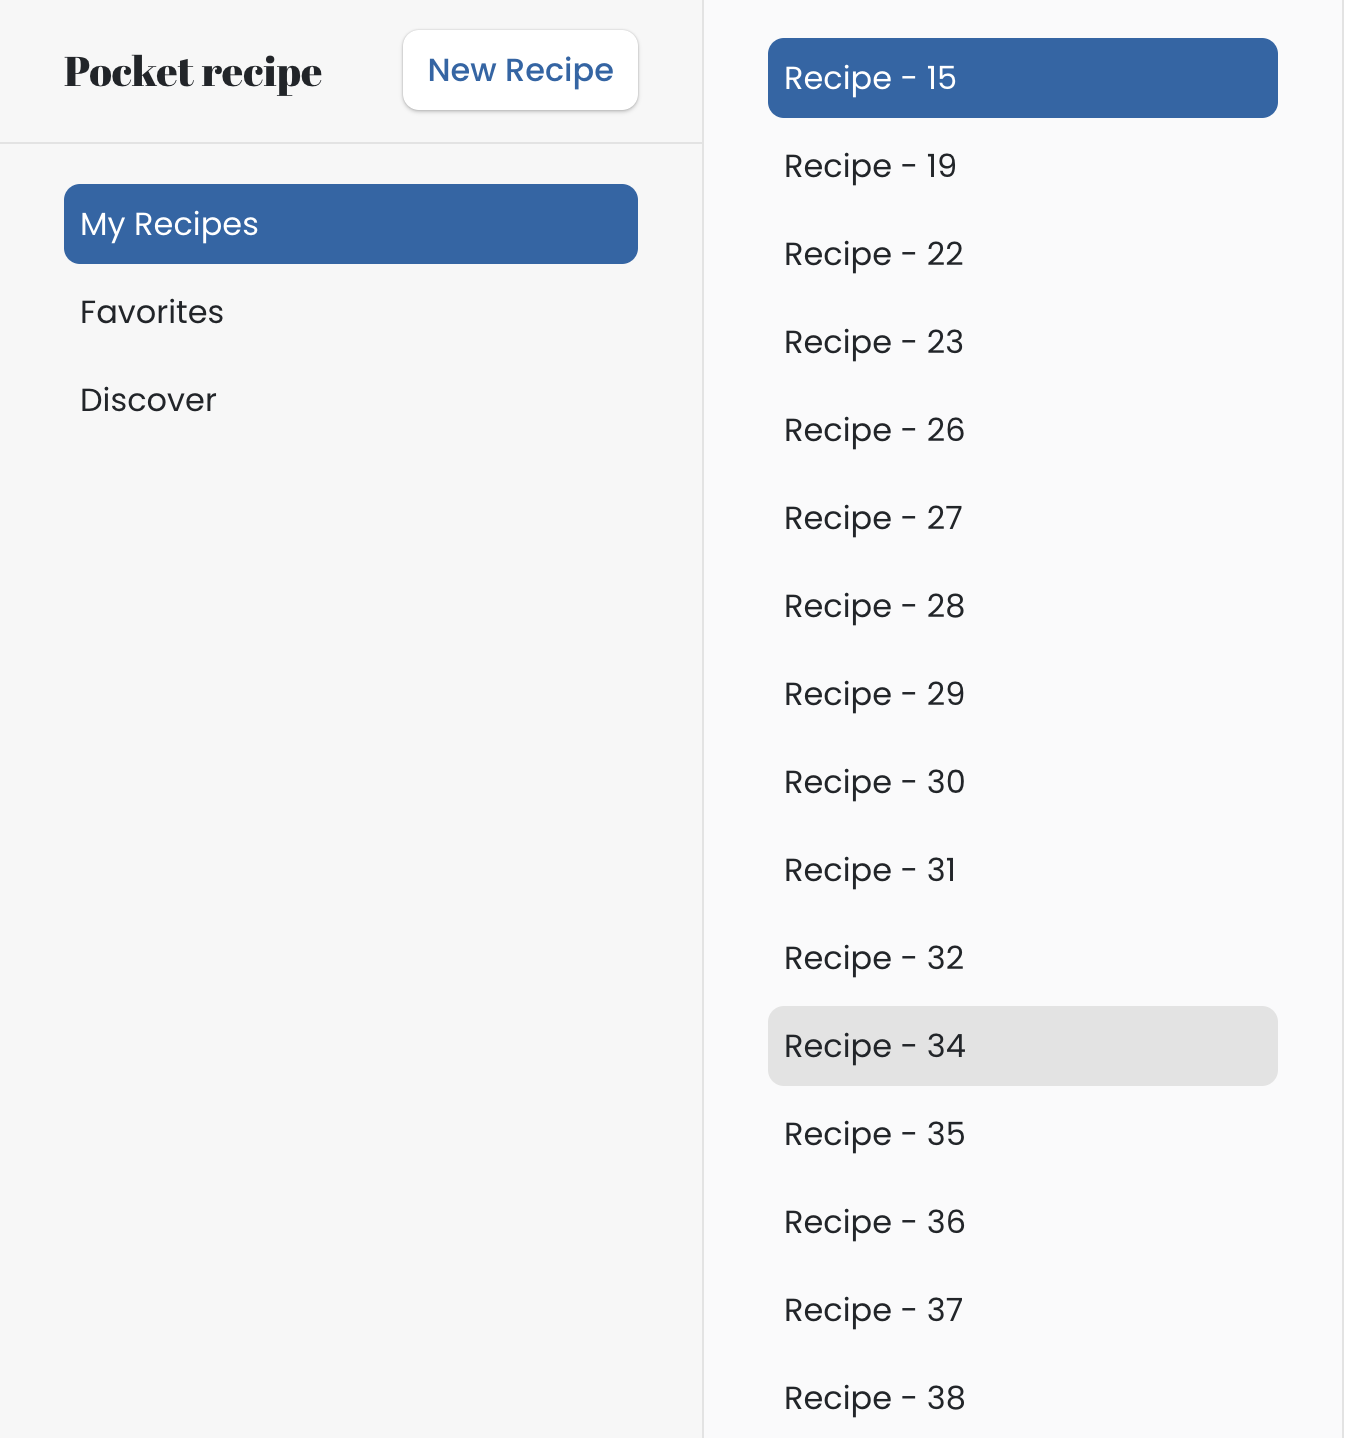 Pocket recipe
New Recipe
My Recipes
Favorites
Discover
Recipe - 15
Recipe - 19
Recipe - 22
Recipe - 23
Recipe - 26
Recipe - 27
Recipe - 28
Recipe - 29
Recipe - 30
Recipe - 31
Recipe - 32
Recipe - 34
Recipe - 35
Recipe - 36
Recipe - 37
Recipe - 38